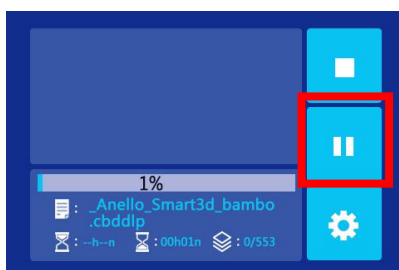 1%
: _Anello_Smart3d_bambo
.cbddlp
: --h--n : 00h01n : 0/553